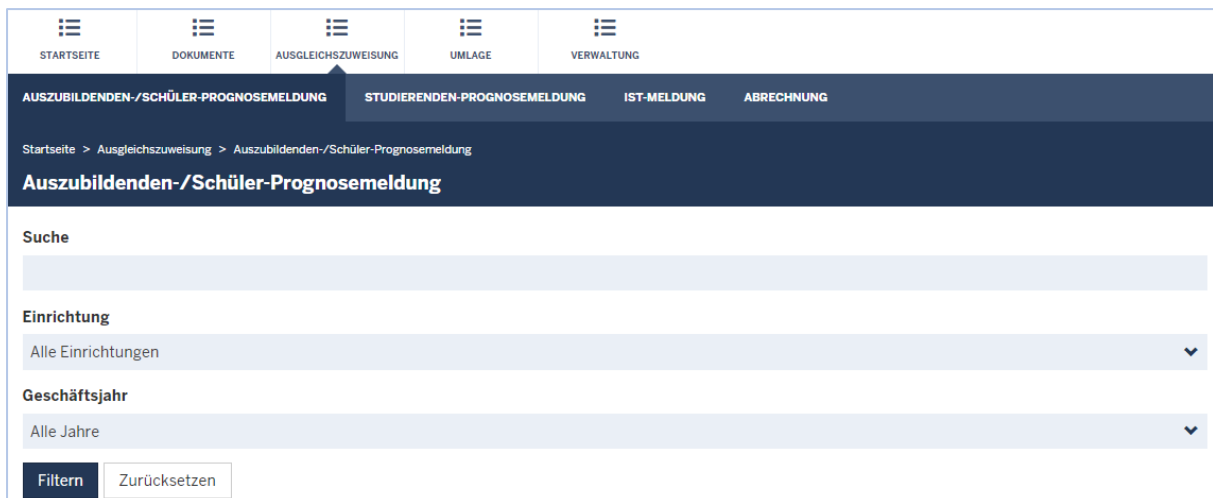 STARTSEITE DOKUMENTE AUSGLEICHSZUWEISUNG UMLAGE VERWALTUNG
AUSZUBILDENDEN-/SCHÜLER-PROGNOSEMELDUNG STUDIERENDEN-PROGNOSEMELDUNG IST-MELDUNG ABRECHNUNG
Startseite > Ausgleichszuweisung > Auszubildenden-/Schüler-Prognosemeldung
Auszubildenden-/Schüler-Prognosemeldung
Suche
Einrichtung
Alle Einrichtungen
Geschäftsjahr
Alle Jahre
Filtern Zurücksetzen